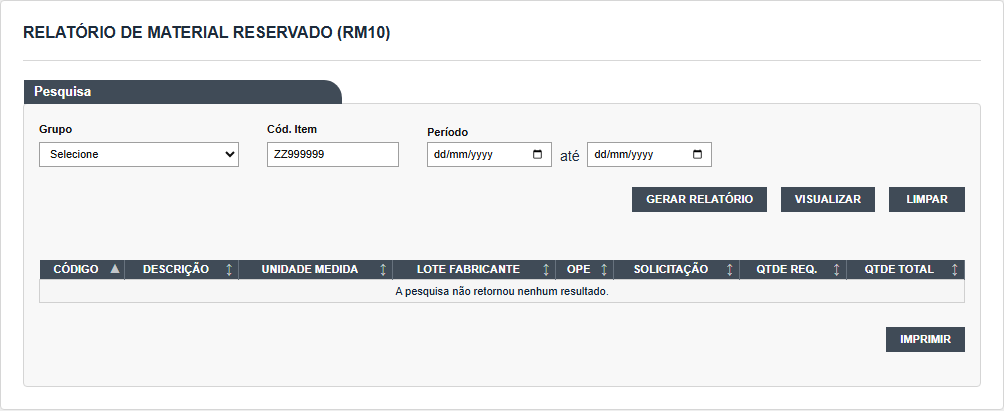 RELATÓRIO DE MATERIAL RESERVADO (RM10)
Pesquisa
Grupo Cód. Item Período
Selecione ZZ999999 dd/mm/yyyy até dd/mm/yyyy
GERAR RELATÓRIO VISUALIZAR LIMPAR
CÓDIGO DESCRIÇÃO UNIDADE MEDIDA LOTE FABRICANTE OPE SOLICITAÇÃO QTDE REQ. QTDE TOTAL
A pesquisa não retornou nenhum resultado.
IMPRIMIR